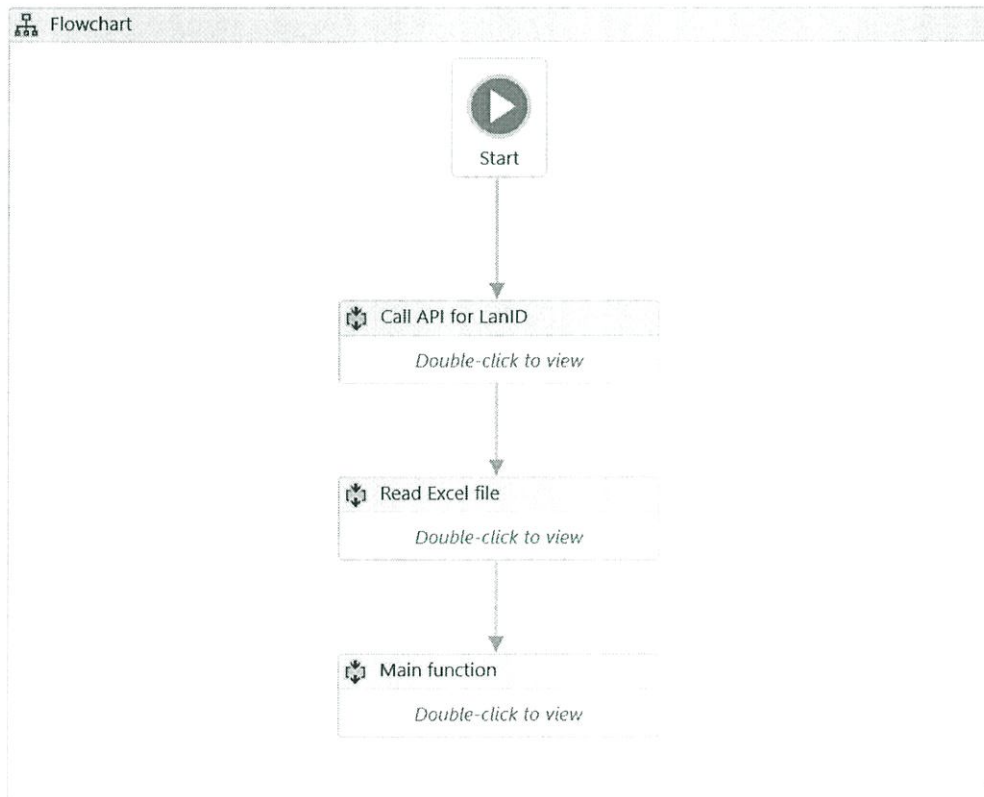 Flowchart
Start
Call API for LanID
Double-click to view
Read Excel file
Double-click to view
Main function
Double-click to view